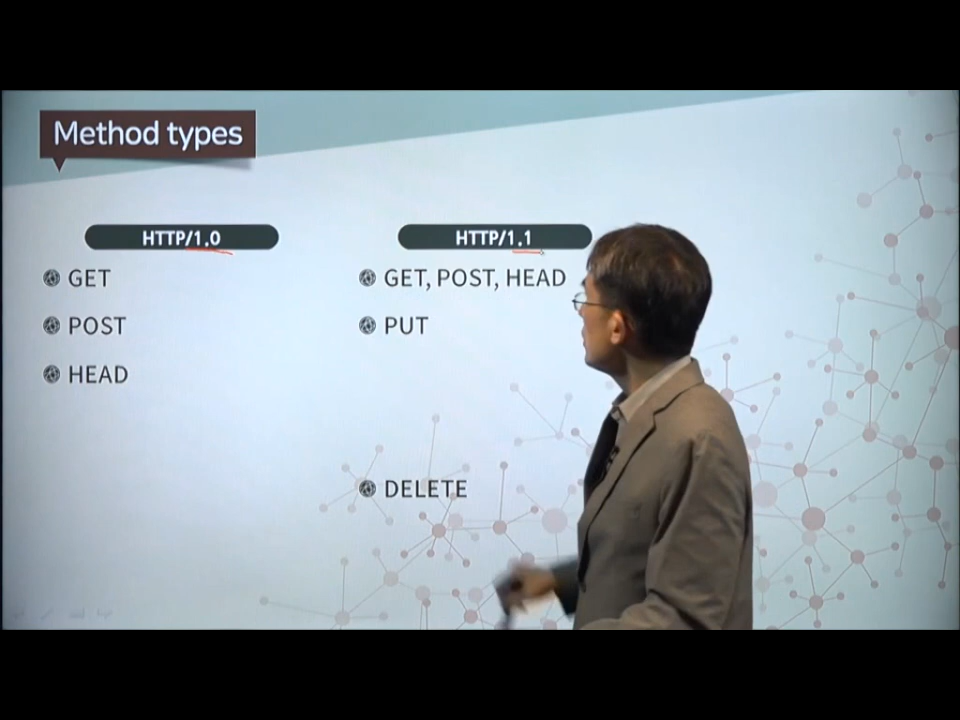 Method types
HTTP/1.0
GET
POST
HEAD
HTTP/1.1
GET, POST, HEAD
PUT
DELETE